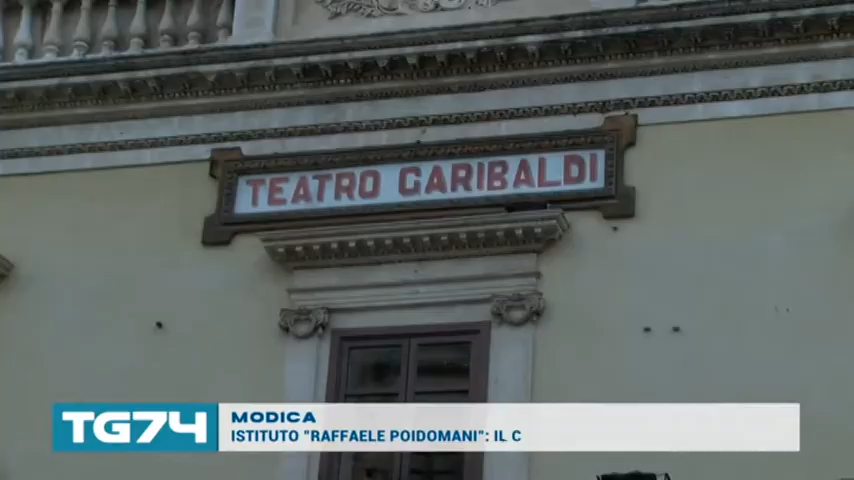 TEATRO GARIBALDI
TG74
MODICA
ISTITUTO "RAFFAELE POIDOMANI": IL C